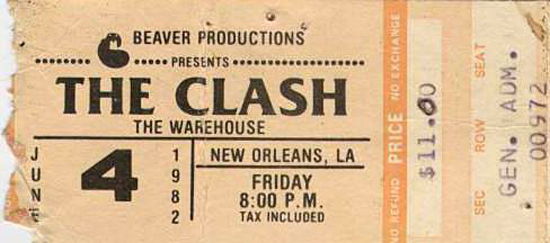 BEAVER PRODUCTIONS
PRESENTS
THE CLASH
THE WAREHOUSE
JUNE
4
1982
NEW ORLEANS, LA
FRIDAY
8:00 P.M.
TAX INCLUDED
NO REFUND PRICE NO EXCHANGE
$11.00
SEC ROW SEAT
GEN. ADM.
00972